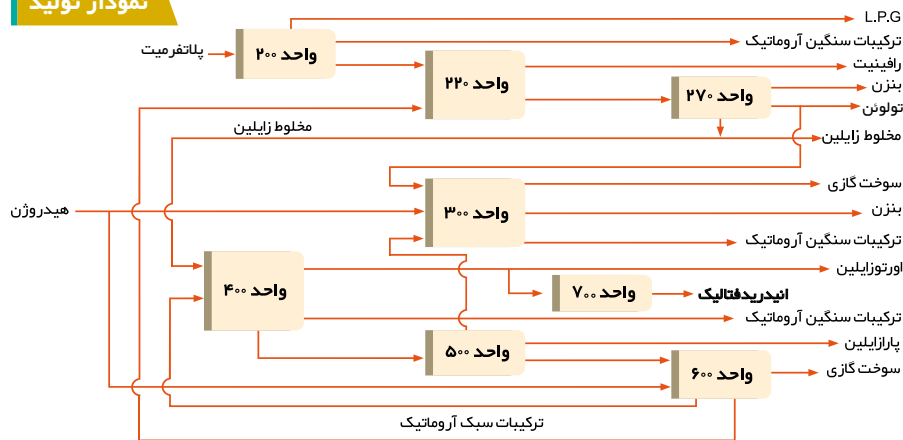 نمودار تولید
L.P.G
ترکیبات سنگین آروماتیک
پلاتفرمیت
واحد ۲۰۰
رافینیت
واحد ۲۲۰
واحد ۲۷۰
بنزن
تولوئن
مخلوط زایلین
مخلوط زایلین
سوخت گازی
هیدروژن
واحد ۳۰۰
بنزن
ترکیبات سنگین آروماتیک
اورتوزایلین
واحد ۴۰۰
واحد ۷۰۰
انیدریدفتالیک
ترکیبات سنگین آروماتیک
پارازایلین
واحد ۵۰۰
واحد ۶۰۰
سوخت گازی
ترکیبات سبک آروماتیک